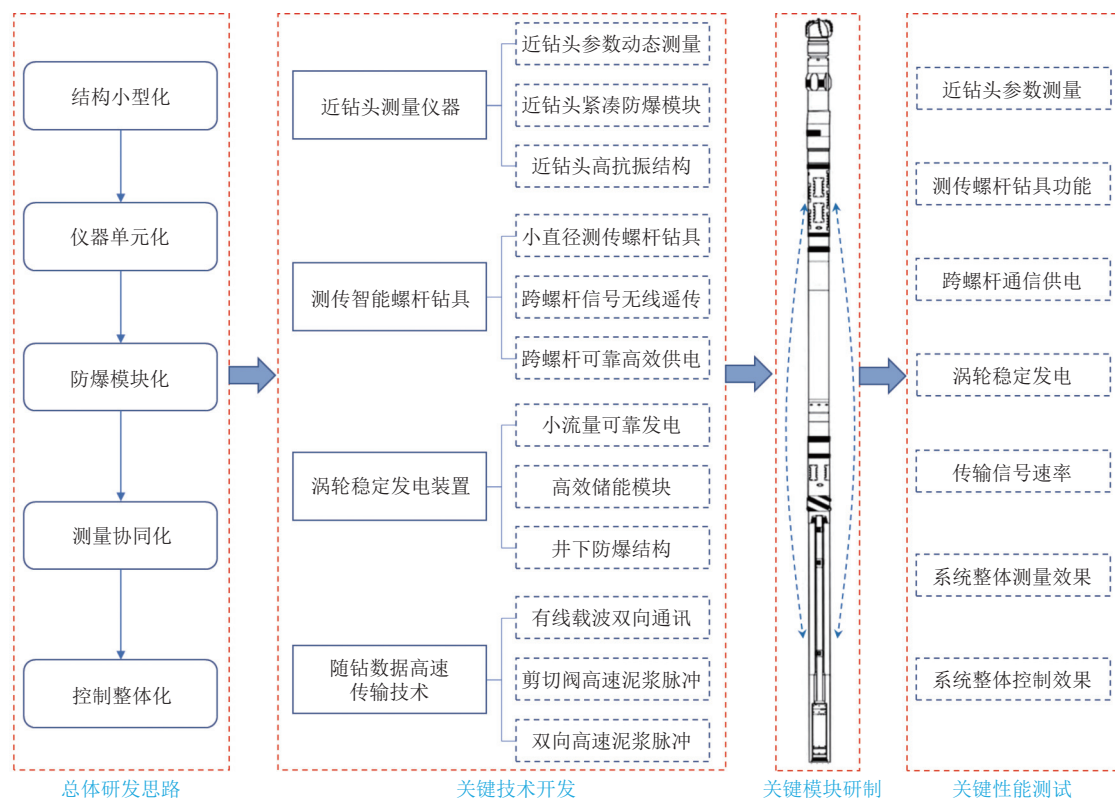 结构小型化
仪器单元化
防爆模块化
测量协同化
控制整体化
总体研发思路
近钻头测量仪器
近钻头参数动态测量
近钻头紧凑防爆模块
近钻头高抗振结构
测传智能螺杆钻具
小直径测传螺杆钻具
跨螺杆信号无线遥传
跨螺杆可靠高效供电
涡轮稳定发电装置
小流量可靠发电
高效储能模块
井下防爆结构
随钻数据高速
传输技术
有线载波双向通讯
剪切阀高速泥浆脉冲
双向高速泥浆脉冲
关键技术开发
关键模块研制
近钻头参数测量
测传螺杆钻具功能
跨螺杆通信供电
涡轮稳定发电
传输信号速率
系统整体测量效果
系统整体控制效果
关键性能测试